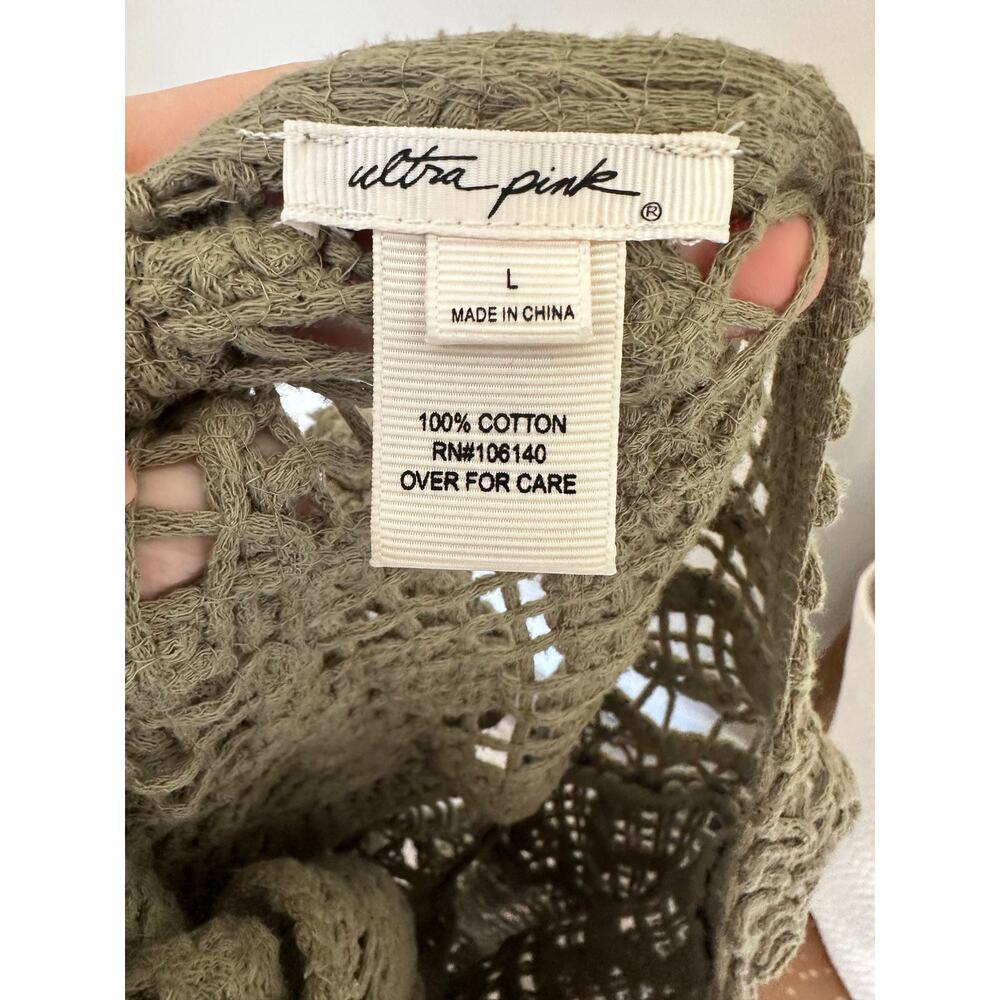 ultra pink ®
L
MADE IN CHINA
100% COTTON
RN#106140
OVER FOR CARE